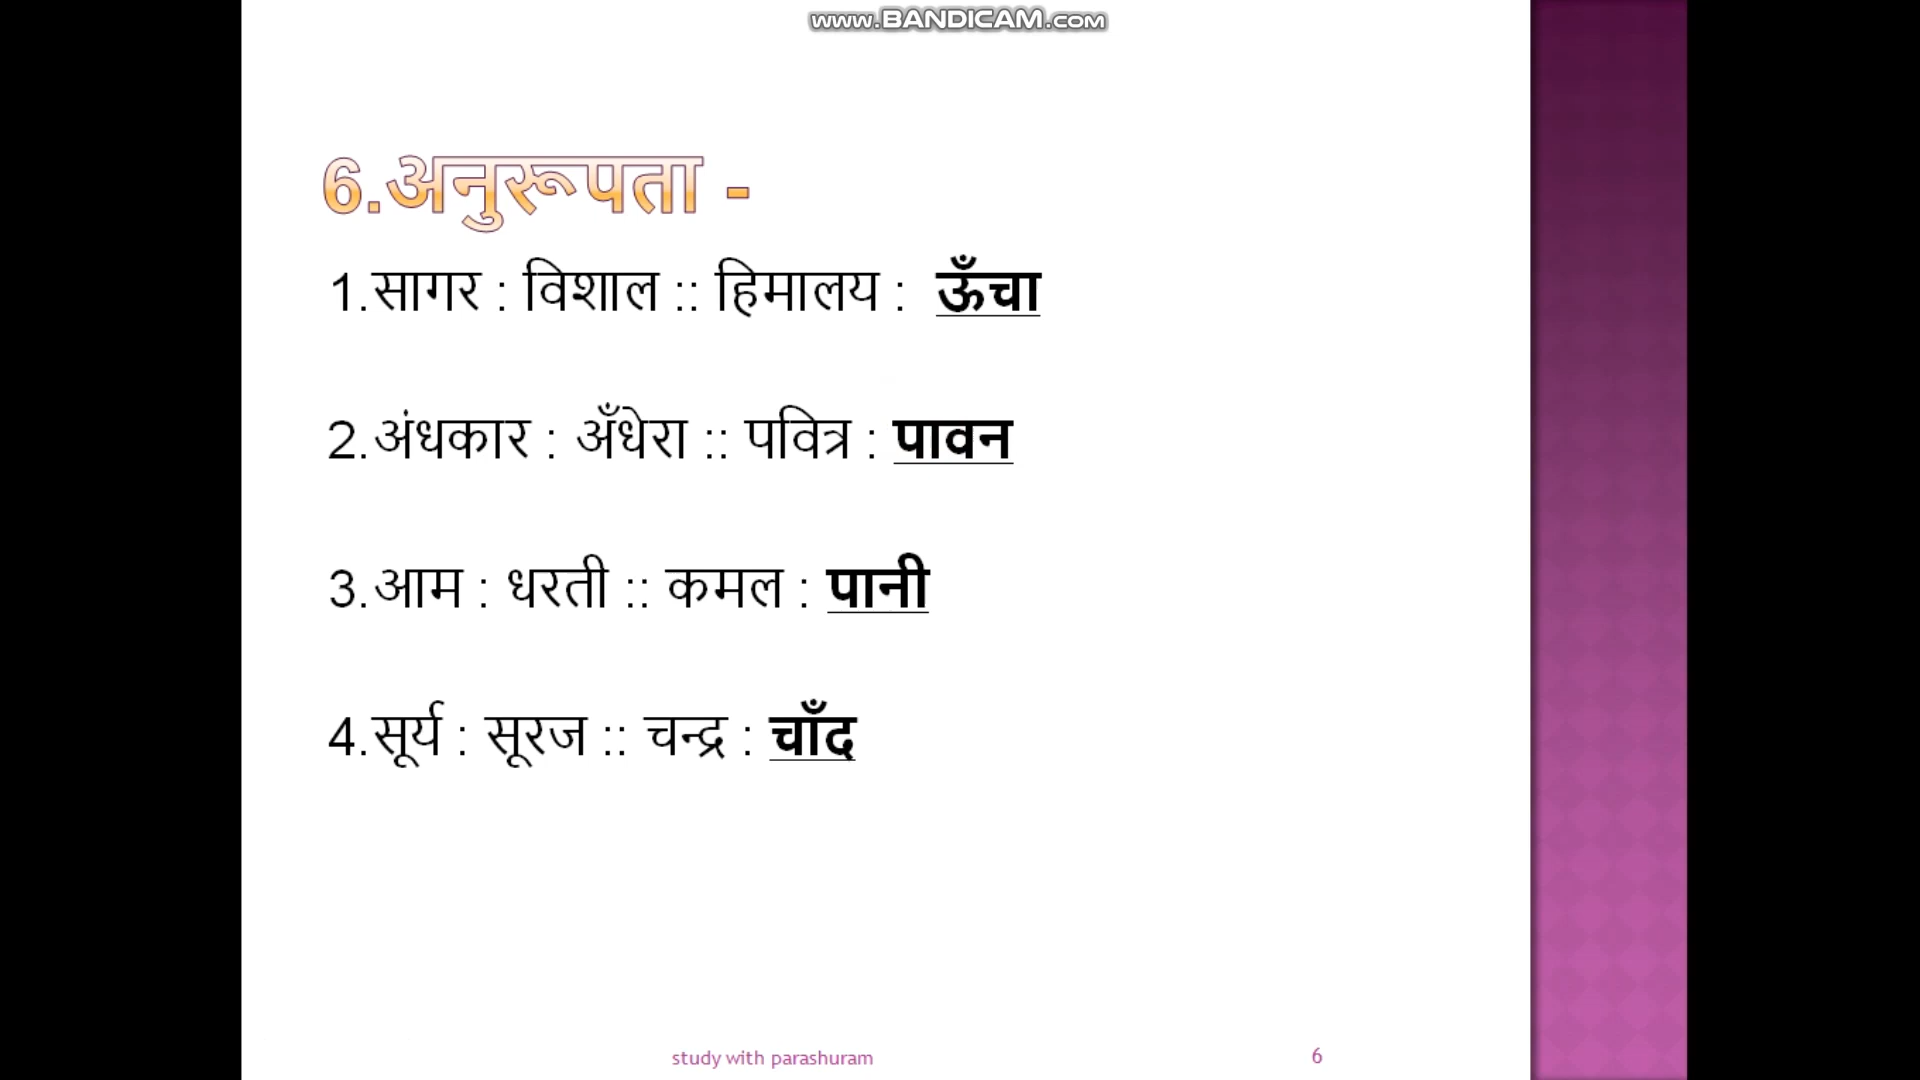 www.BANDICAM.com
6.अनुरूपता -
1.सागर : विशाल :: हिमालय : ऊँचा
2.अंधकार : अँधेरा :: पवित्र : पावन
3.आम : धरती :: कमल : पानी
4.सूर्य : सूरज :: चन्द्र : चाँद
study with parashuram 6